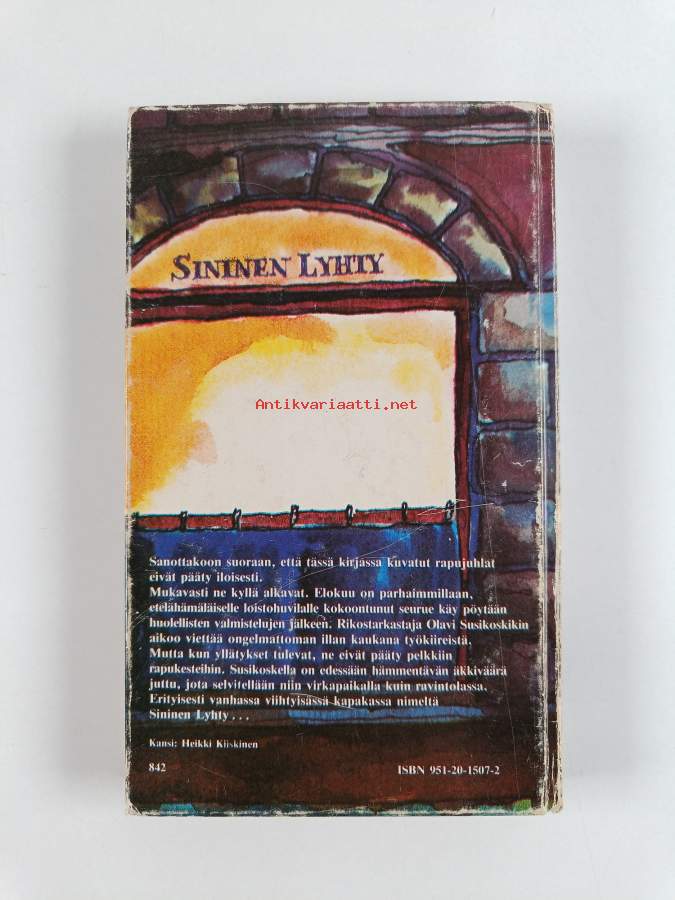 SININEN LYHTY
Antikvariaatti.net
Sanottakoon suoraan, että tässä kirjassa kuvatut rapujuhlat
eivät pääty iloisesti.
Mukavasti ne kyllä alkavat. Elokuu on parhaimmillaan,
etelähämäläiselle loistohuvilalle kokoontunut seurue käy pöytään
huolellisten valmistelujen jälkeen. Rikostarkastaja Olavi Susikoskikin
aikoo viettää ongelmattoman illan kaukana työkiireistä.
Mutta kun yllätykset tulevat, ne eivät pääty pelkkiin
rapukesteihin. Susikoskella on edessään hämmentävän äkkiväärä
juttu, jota selvitellään niin virkapaikalla kuin ravintolassa.
Erityisesti vanhassa viihtyisässä kapakassa nimeltä
Sininen Lyhty...
Kansi: Heikki Kiiskinen
842
ISBN 951-20-1507-2